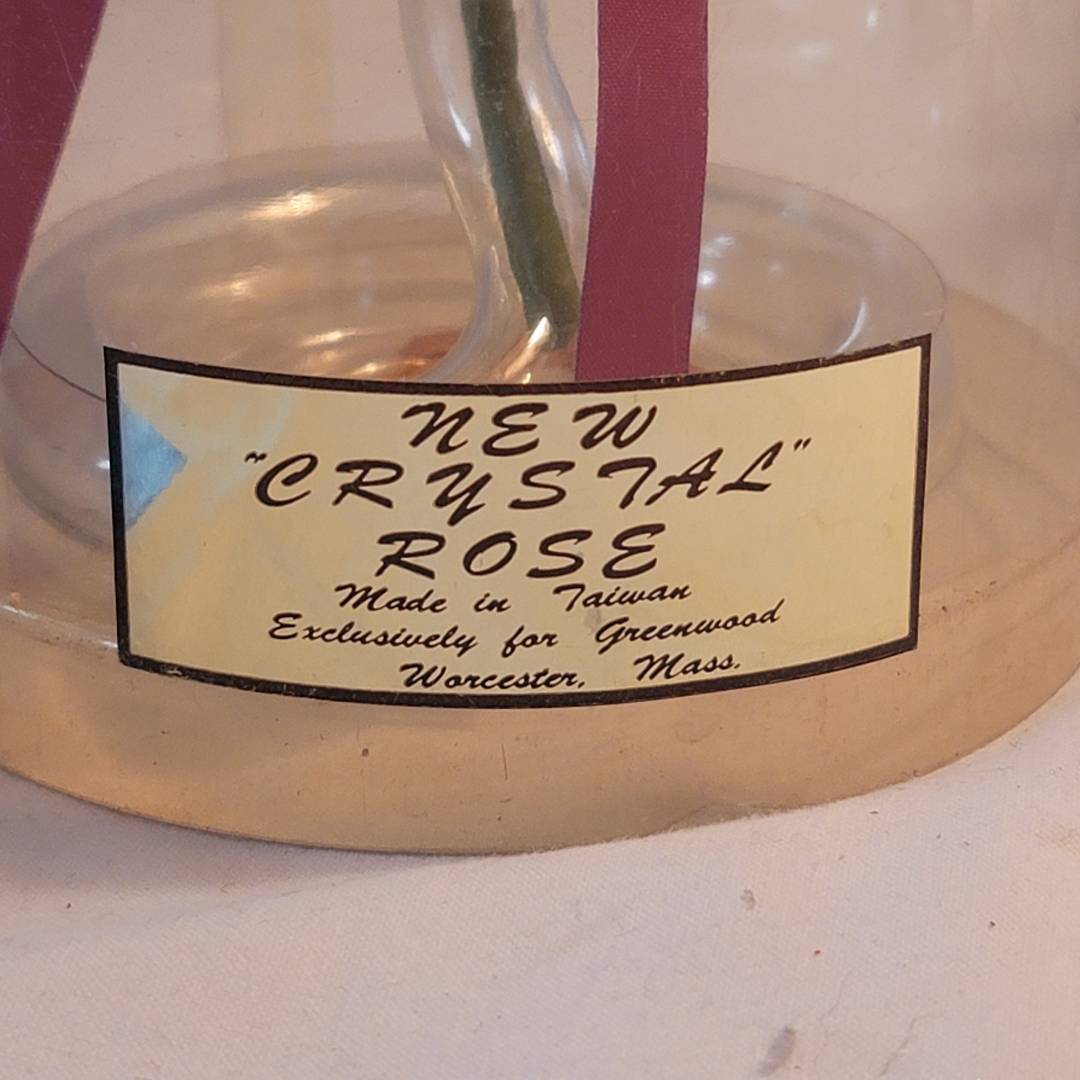 NEW
"CRYSTAL"
ROSE
Made in Taiwan
Exclusively for Greenwood
Worcester, Mass.